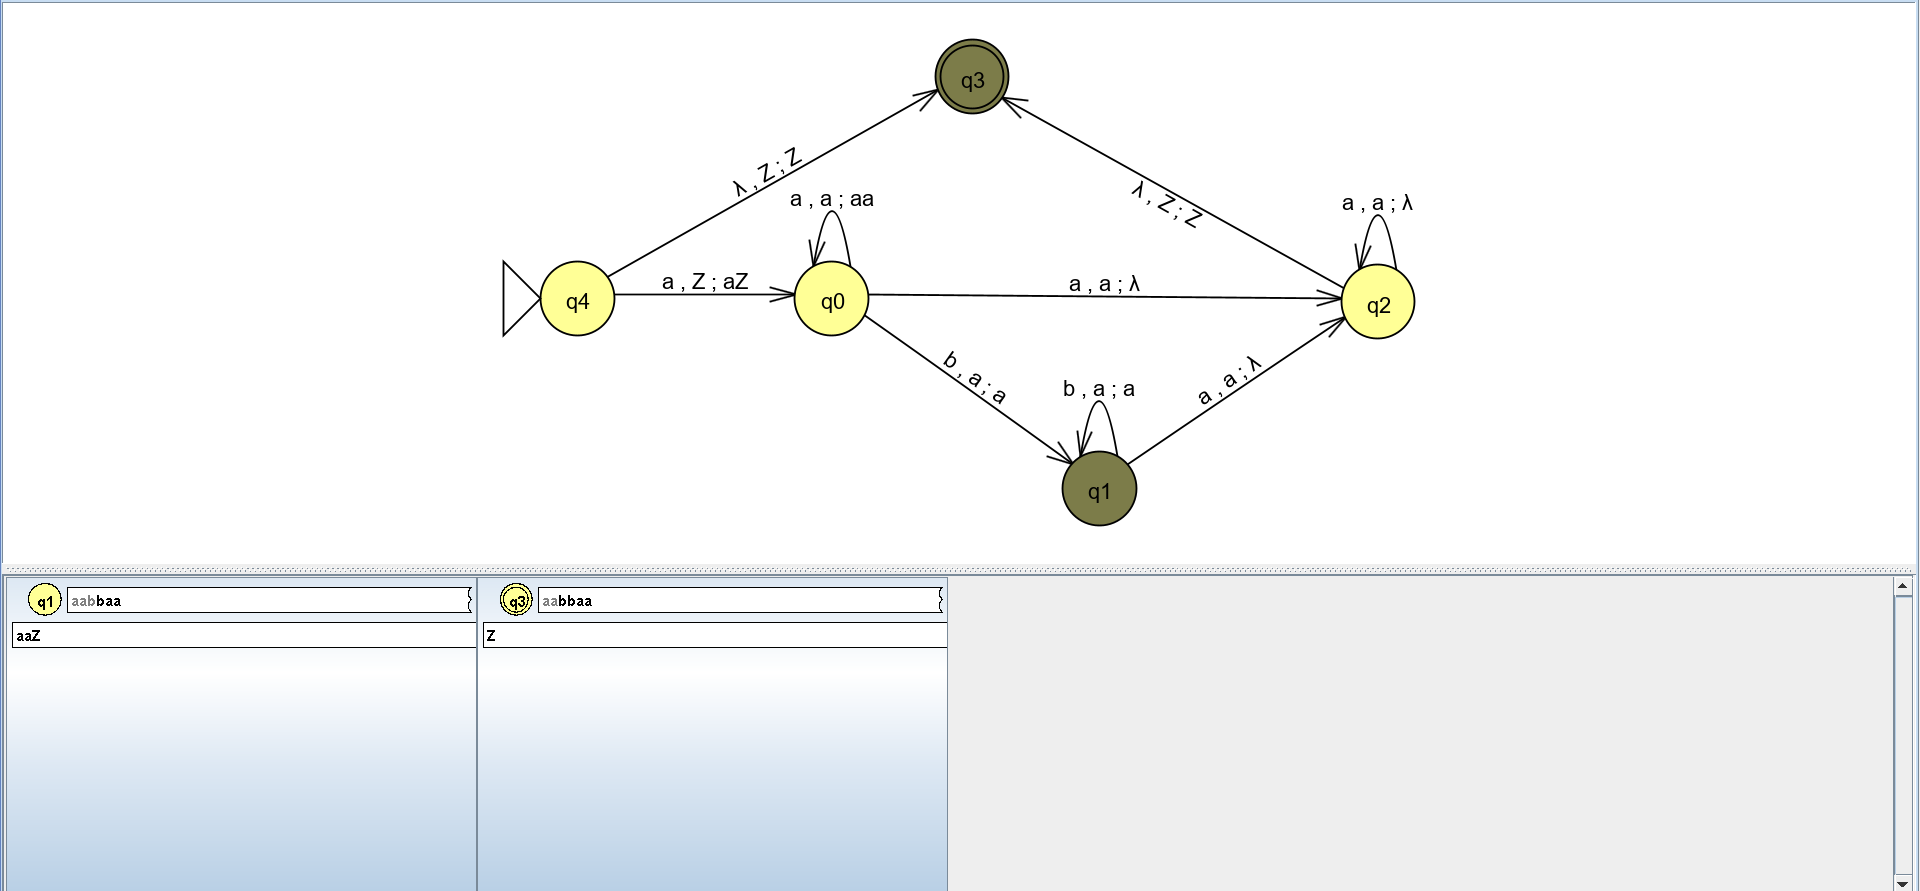 q3
λ , Z ; Z
λ , Z ; Z
a , a ; aa
a , a ; λ
q4
a , Z ; aZ
q0
a , a ; λ
q2
b , a ; a
b , a ; a
a , a ; λ
q1
q1 aabbaa
aaZ
q3 aabbaa
Z